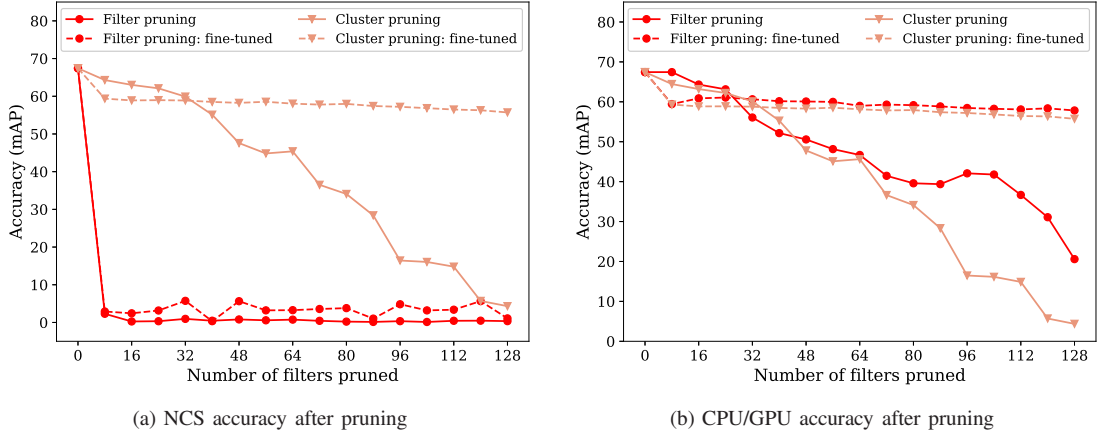 Filter pruning
Filter pruning: fine-tuned
Cluster pruning
Cluster pruning: fine-tuned
Accuracy (mAP)
80
70
60
50
40
30
20
10
0
0 16 32 48 64 80 96 112 128
Number of filters pruned
(a) NCS accuracy after pruning
Filter pruning
Filter pruning: fine-tuned
Cluster pruning
Cluster pruning: fine-tuned
Accuracy (mAP)
80
70
60
50
40
30
20
10
0
0 16 32 48 64 80 96 112 128
Number of filters pruned
(b) CPU/GPU accuracy after pruning